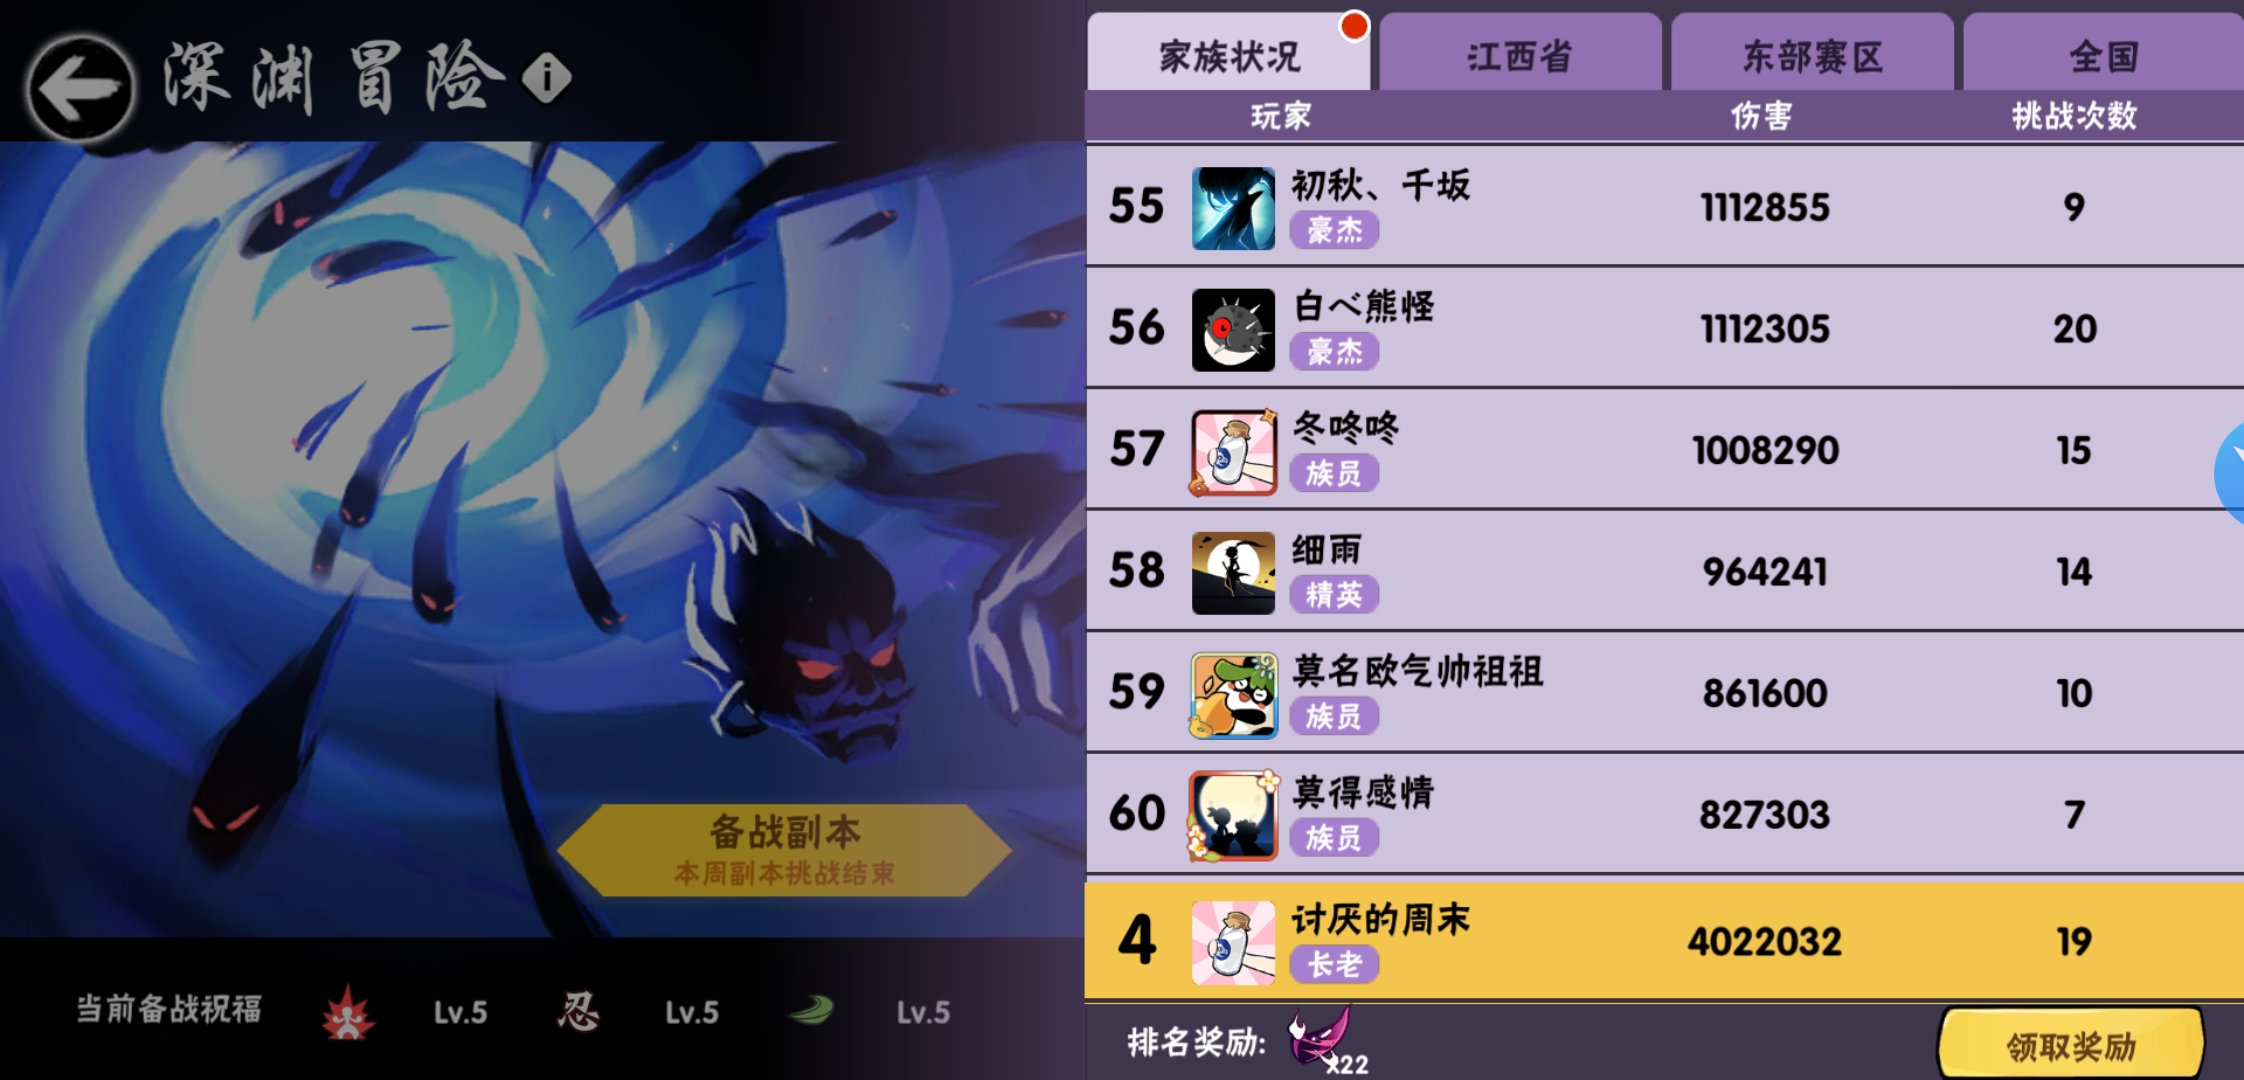 深渊冒险
家族状况 江西省 东部赛区 全国
玩家 伤害 挑战次数
55 初秋、千坂 1112855 9
豪杰
56 白べ熊怪 1112305 20
豪杰
57 冬咚咚 1008290 15
族员
58 细雨 964241 14
精英
59 莫名欧气帅祖祖 861600 10
族员
60 莫得感情 827303 7
族员
4 讨厌的周末 4022032 19
长老
备战副本
本周副本挑战结束
当前备战祝福 Lv.5 忍 Lv.5 Lv.5
排名奖励: x22 领取奖励